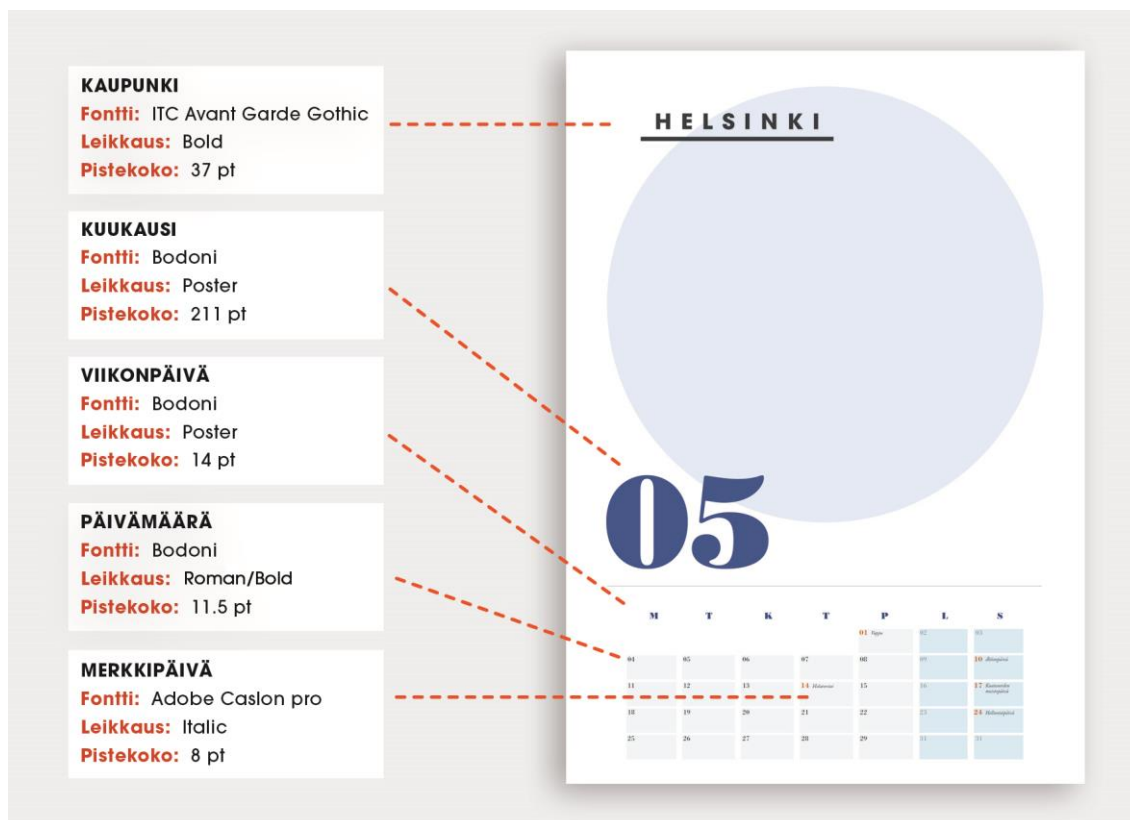 KAUPUNKI
Fontti: ITC Avant Garde Gothic
Leikkaus: Bold
Pistekoko: 37 pt
KUUKAUSI
Fontti: Bodoni
Leikkaus: Poster
Pistekoko: 211 pt
VIIKONPÄIVÄ
Fontti: Bodoni
Leikkaus: Poster
Pistekoko: 14 pt
PÄIVÄMÄÄRÄ
Fontti: Bodoni
Leikkaus: Roman/Bold
Pistekoko: 11.5 pt
MERKKIPÄIVÄ
Fontti: Adobe Caslon pro
Leikkaus: Italic
Pistekoko: 8 pt
HELSINKI
05
M T K T P L S
01 Vappu 02 03
04 05 06 07 08 09 10 Äitienpäivä
11 12 13 14 Helatorstai 15 16 17 Kaatuneiden
muistopäivä
18 19 20 21 22 23 24 Helluntaipäivä
25 26 27 28 29 31